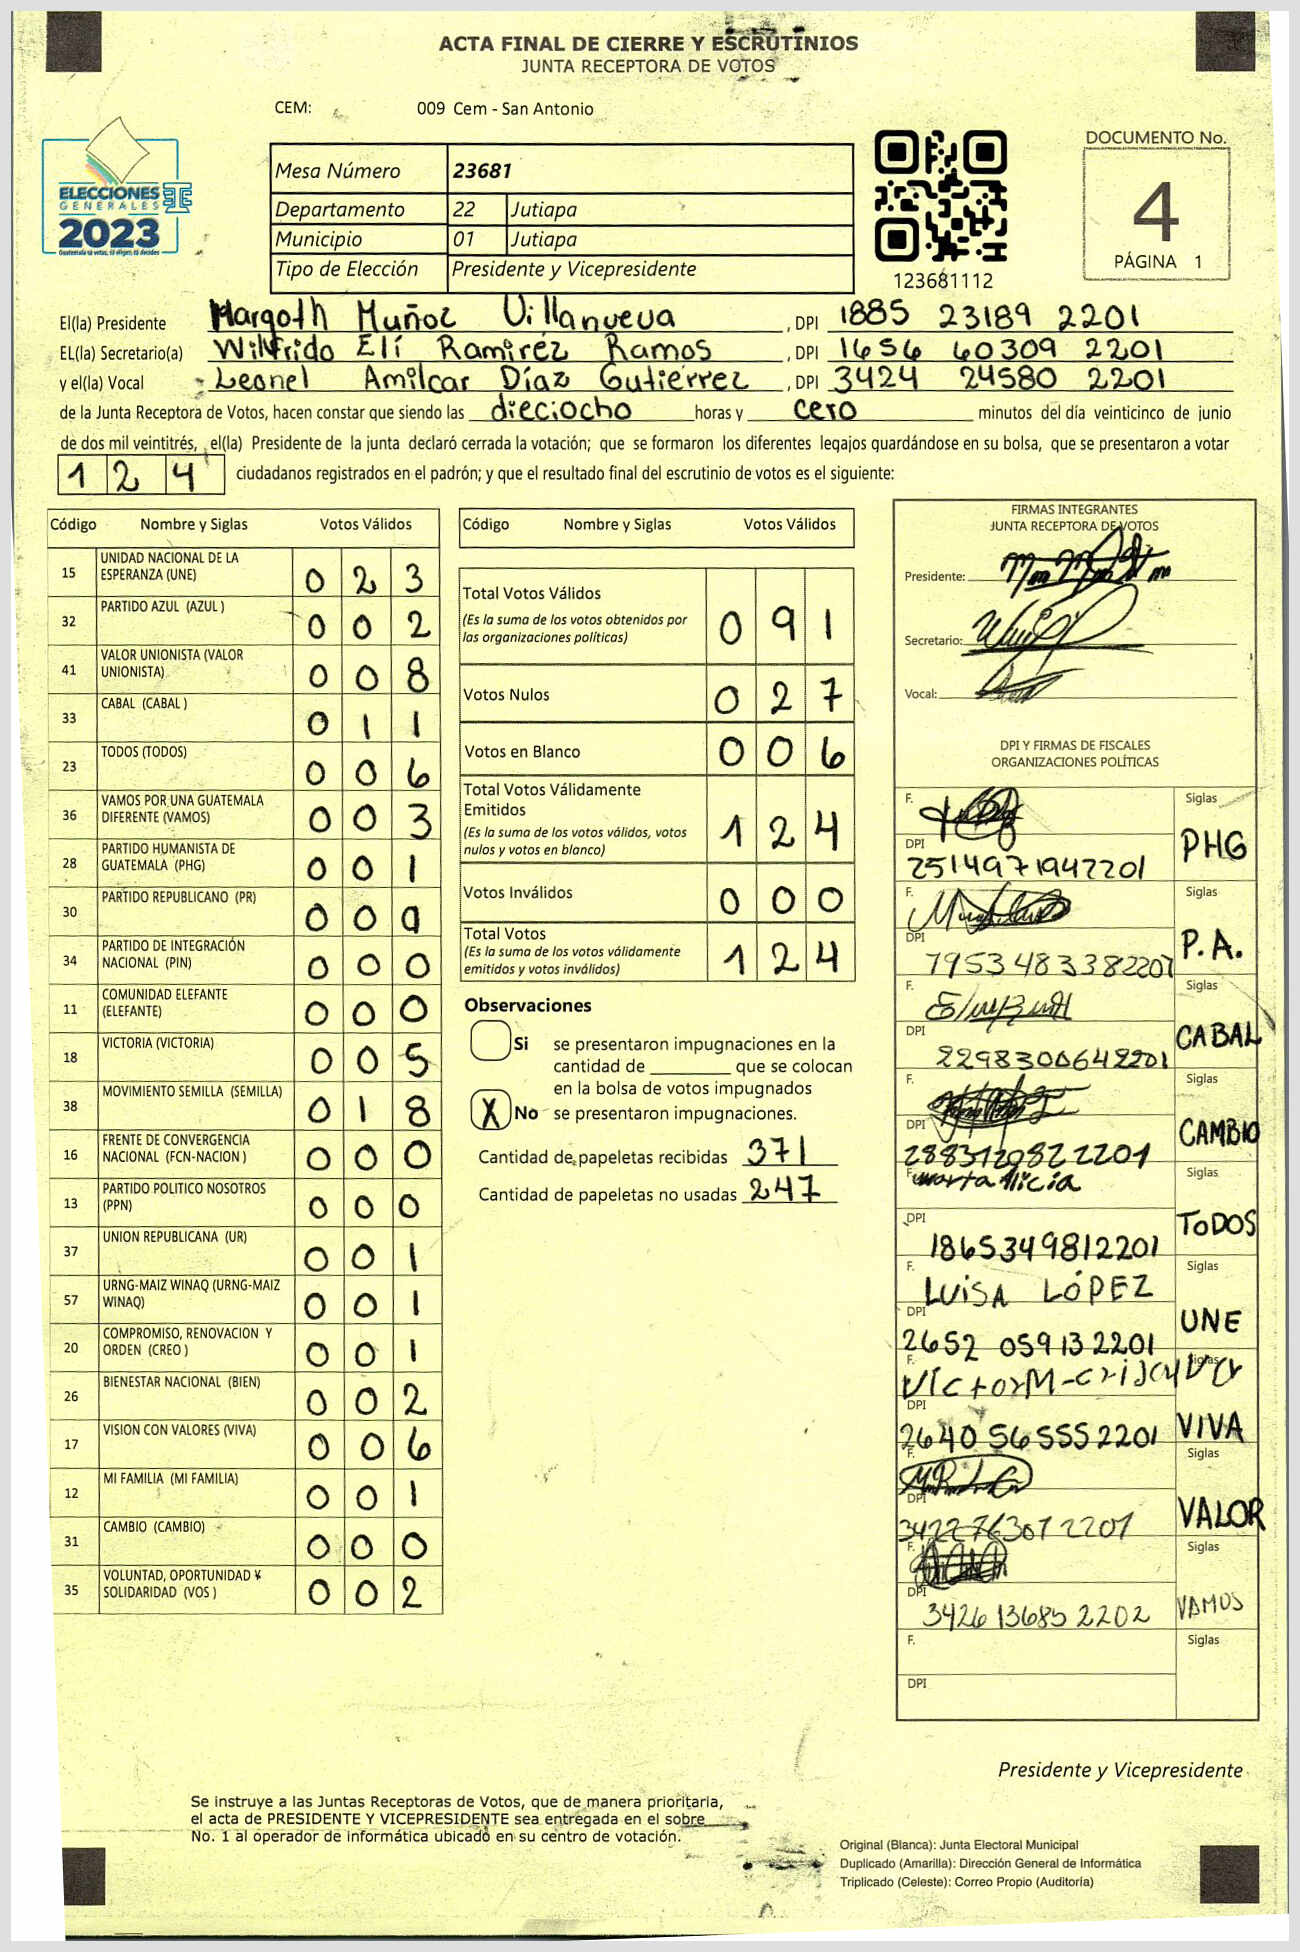 ACTA FINAL DE CIERRE Y ESCRUTINIOS
JUNTA RECEPTORA DE VOTOS
CEM: 009 Cem - San Antonio
ELECCIONES
GENERALES
2023
Guatemala tú votas, tú eliges, tú decides
Mesa Número 23681
Departamento 22 Jutiapa
Municipio 01 Jutiapa
Tipo de Elección Presidente y Vicepresidente
123681112
DOCUMENTO No.
4
PÁGINA 1
El(la) Presidente Margoth Muñoz Villanueva , DPI 1885 23189 2201
EL(la) Secretario(a) Wilfrido Elí Ramirez Ramos , DPI 1656 60309 2201
y el(la) Vocal Leonel Amilcar Díaz Gutierrez , DPI 3424 24580 2201
de la Junta Receptora de Votos, hacen constar que siendo las dieciocho horas y cero minutos del día veinticinco de junio
de dos mil veintitrés, el(la) Presidente de la junta declaró cerrada la votación; que se formaron los diferentes legajos guardándose en su bolsa, que se presentaron a votar
1 2 4 ciudadanos registrados en el padrón; y que el resultado final del escrutinio de votos es el siguiente:
Código Nombre y Siglas Votos Válidos
15 UNIDAD NACIONAL DE LA
ESPERANZA (UNE) 0 2 3
32 PARTIDO AZUL (AZUL ) 0 0 2
41 VALOR UNIONISTA (VALOR
UNIONISTA) 0 0 8
33 CABAL (CABAL ) 0 1 1
23 TODOS (TODOS) 0 0 6
36 VAMOS POR UNA GUATEMALA
DIFERENTE (VAMOS) 0 0 3
28 PARTIDO HUMANISTA DE
GUATEMALA (PHG) 0 0 1
30 PARTIDO REPUBLICANO (PR) 0 0 0
34 PARTIDO DE INTEGRACIÓN
NACIONAL (PIN) 0 0 0
11 COMUNIDAD ELEFANTE
(ELEFANTE) 0 0 0
18 VICTORIA (VICTORIA) 0 0 5
38 MOVIMIENTO SEMILLA (SEMILLA) 0 1 8
16 FRENTE DE CONVERGENCIA
NACIONAL (FCN-NACION ) 0 0 0
13 PARTIDO POLITICO NOSOTROS
(PPN) 0 0 0
37 UNION REPUBLICANA (UR) 0 0 1
57 URNG-MAIZ WINAQ (URNG-MAIZ
WINAQ) 0 0 1
20 COMPROMISO, RENOVACION Y
ORDEN (CREO ) 0 0 1
26 BIENESTAR NACIONAL (BIEN) 0 0 2
17 VISION CON VALORES (VIVA) 0 0 6
12 MI FAMILIA (MI FAMILIA) 0 0 1
31 CAMBIO (CAMBIO) 0 0 0
35 VOLUNTAD, OPORTUNIDAD Y
SOLIDARIDAD (VOS ) 0 0 2
Código Nombre y Siglas Votos Válidos
Total Votos Válidos
(Es la suma de los votos obtenidos por
las organizaciones políticas) 0 9 1
Votos Nulos 0 2 7
Votos en Blanco 0 0 6
Total Votos Válidamente
Emitidos
(Es la suma de los votos válidos, votos
nulos y votos en blanco) 1 2 4
Votos Inválidos 0 0 0
Total Votos
(Es la suma de los votos válidamente
emitidos y votos inválidos) 1 2 4
Observaciones
Si se presentaron impugnaciones en la
cantidad de ________ que se colocan
en la bolsa de votos impugnados
X No se presentaron impugnaciones.
Cantidad de papeletas recibidas 371
Cantidad de papeletas no usadas 247
FIRMAS INTEGRANTES
JUNTA RECEPTORA DE VOTOS
Presidente:
Secretario:
Vocal:
DPI Y FIRMAS DE FISCALES
ORGANIZACIONES POLÍTICAS
F. Siglas
PHG
DPI
2514971942201
F. Siglas
P.A.
DPI
7953483382207
F. Siglas
CABAL
DPI
2298300642201
F. Siglas
CAMBIO
DPI
2883120822201
F. Marta Alicia Siglas
TODOS
DPI
1865349812201
F. Siglas
LUISA LÓPEZ
UNE
DPI
2652 05913 2201
F. Siglas
VIVA
DPI
2640 56555 2201
F. Siglas
VALOR
DPI
3422763012201
F. Siglas
VAMOS
DPI
3426 13685 2202
F. Siglas
DPI
Presidente y Vicepresidente
Se instruye a las Juntas Receptoras de Votos, que de manera prioritaria,
el acta de PRESIDENTE Y VICEPRESIDENTE sea entregada en el sobre
No. 1 al operador de informática ubicado en su centro de votación.
Original (Blanca): Junta Electoral Municipal
Duplicado (Amarilla): Dirección General de Informática
Triplicado (Celeste): Correo Propio (Auditoría)